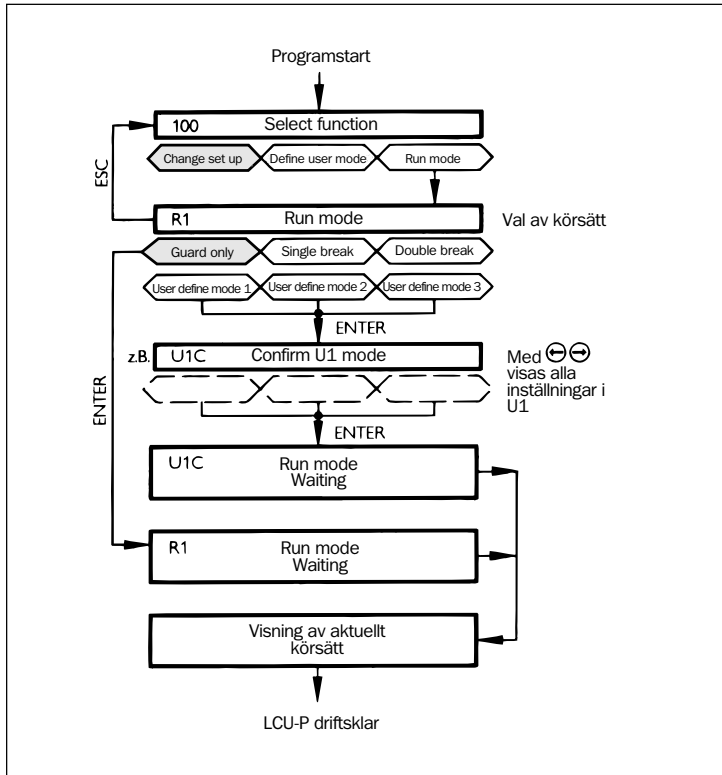 Programstart
100 Select function
Change set up Define user mode Run mode
ESC
R1 Run mode
Val av körsätt
Guard only Single break Double break
User define mode 1 User define mode 2 User define mode 3
ENTER
z.B. U1C Confirm U1 mode
Med ←→
visas alla
inställningar i
U1
ENTER
ENTER
U1C Run mode
Waiting
R1 Run mode
Waiting
Visning av aktuellt
körsätt
LCU-P driftsklar